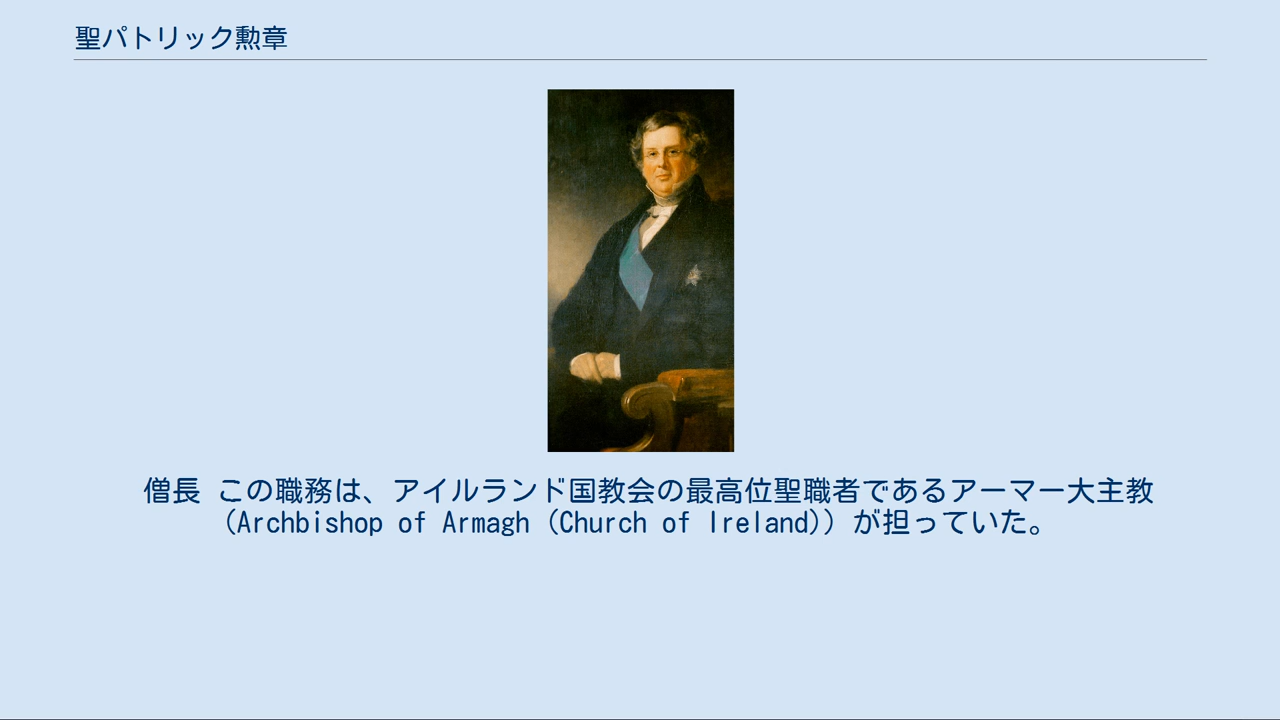 聖パトリック勲章
僧長 この職務は、アイルランド国教会の最高位聖職者であるアーマー大主教
(Archbishop of Armagh (Church of Ireland)) が担っていた。